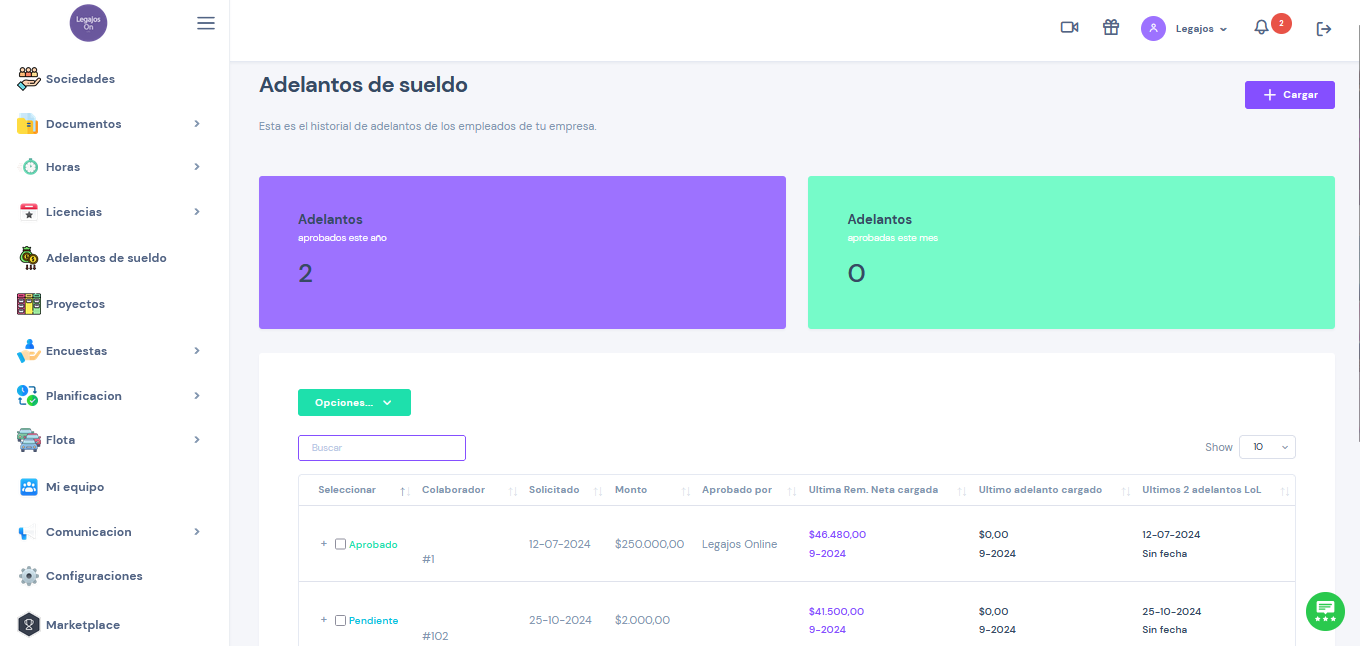 Legajos
On
Legajos
2
Sociedades
Documentos
Horas
Licencias
Adelantos de sueldo
Proyectos
Encuestas
Planificacion
Flota
Mi equipo
Comunicacion
Configuraciones
Marketplace
Adelantos de sueldo
Cargar
Esta es el historial de adelantos de los empleados de tu empresa.
Adelantos
aprobados este año
2
Adelantos
aprobadas este mes
0
Opciones...
Buscar
Show 10
Seleccionar Colaborador Solicitado Monto Aprobado por Ultima Rem. Neta cargada Ultimo adelanto cargado Ultimos 2 adelantos LoL
+ Aprobado #1 12-07-2024 $250.000,00 Legajos Online $46.480,00 $0,00 12-07-2024
9-2024 9-2024 Sin fecha
+ Pendiente #102 25-10-2024 $2.000,00 $41.500,00 $0,00 25-10-2024
9-2024 9-2024 Sin fecha